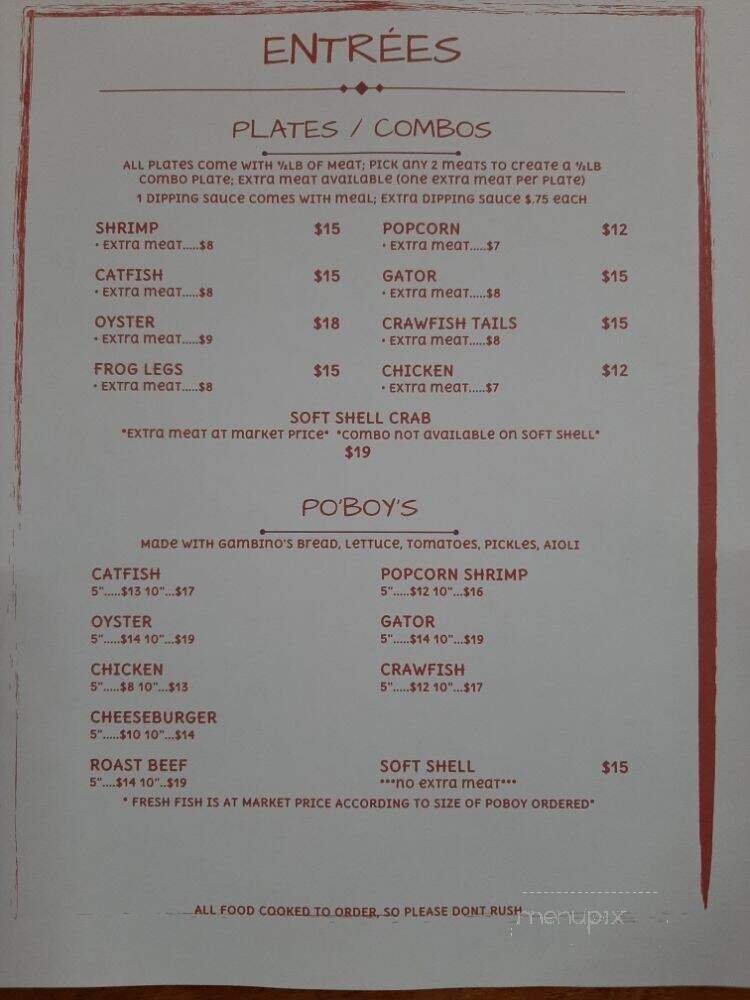 ENTRÉES
PLATES / COMBOS
ALL PLATES COME WITH ½LB OF MEAT; PICK ANY 2 MEATS TO CREATE A ½LB
COMBO PLATE; EXTRA MEAT AVAILABLE (ONE EXTRA MEAT PER PLATE)
1 DIPPING SAUCE COMES WITH MEAL; EXTRA DIPPING SAUCE $.75 EACH
SHRIMP $15
• EXTRA MEAT.....$8
CATFISH $15
• EXTRA MEAT.....$8
OYSTER $18
• EXTRA MEAT.....$9
FROG LEGS $15
• EXTRA MEAT.....$8
POPCORN $12
• EXTRA MEAT.....$7
GATOR $15
• EXTRA MEAT.....$8
CRAWFISH TAILS $15
• EXTRA MEAT.....$8
CHICKEN $12
• EXTRA MEAT.....$7
SOFT SHELL CRAB
*EXTRA MEAT AT MARKET PRICE* *COMBO NOT AVAILABLE ON SOFT SHELL*
$19
PO'BOY'S
MADE WITH GAMBINO'S BREAD, LETTUCE, TOMATOES, PICKLES, AIOLI
CATFISH
5".....$13 10"...$17
OYSTER
5".....$14 10"...$19
CHICKEN
5".....$8 10"...$13
CHEESEBURGER
5".....$10 10"...$14
ROAST BEEF
5"....$14 10"..$19
POPCORN SHRIMP
5".....$12 10"...$16
GATOR
5".....$14 10"...$19
CRAWFISH
5".....$12 10"...$17
SOFT SHELL $15
***NO EXTRA MEAT***
* FRESH FISH IS AT MARKET PRICE ACCORDING TO SIZE OF POBOY ORDERED*
ALL FOOD COOKED TO ORDER, SO PLEASE DONT RUSH
menupix